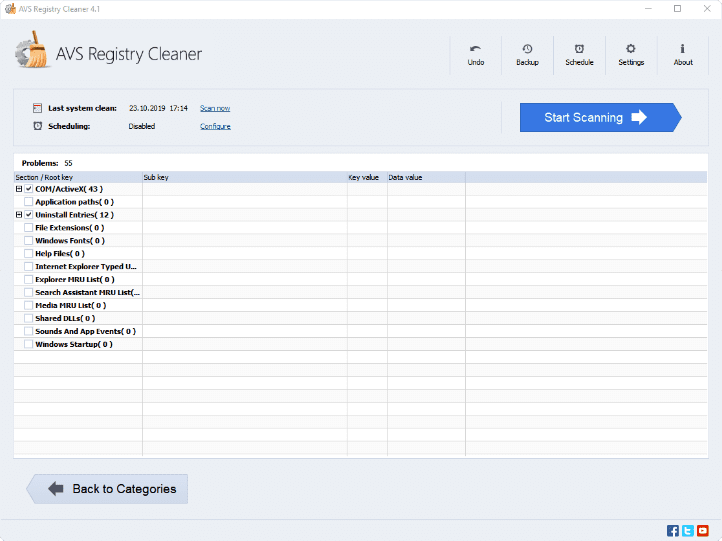 AVS Registry Cleaner 4.1
AVS Registry Cleaner
Undo
Backup
Schedule
Settings
About
Last system clean: 23.10.2019 17:14 Scan now
Scheduling: Disabled Configure
Start Scanning
Problems: 55
Section / Root key Sub key Key value Data value
COM/ActiveX( 43 )
Application paths( 0 )
Uninstall Entries( 12 )
File Extensions( 0 )
Windows Fonts( 0 )
Help Files( 0 )
Internet Explorer Typed U...
Explorer MRU List( 0 )
Search Assistant MRU List(...
Media MRU List( 0 )
Shared DLLs( 0 )
Sounds And App Events( 0 )
Windows Startup( 0 )
Back to Categories